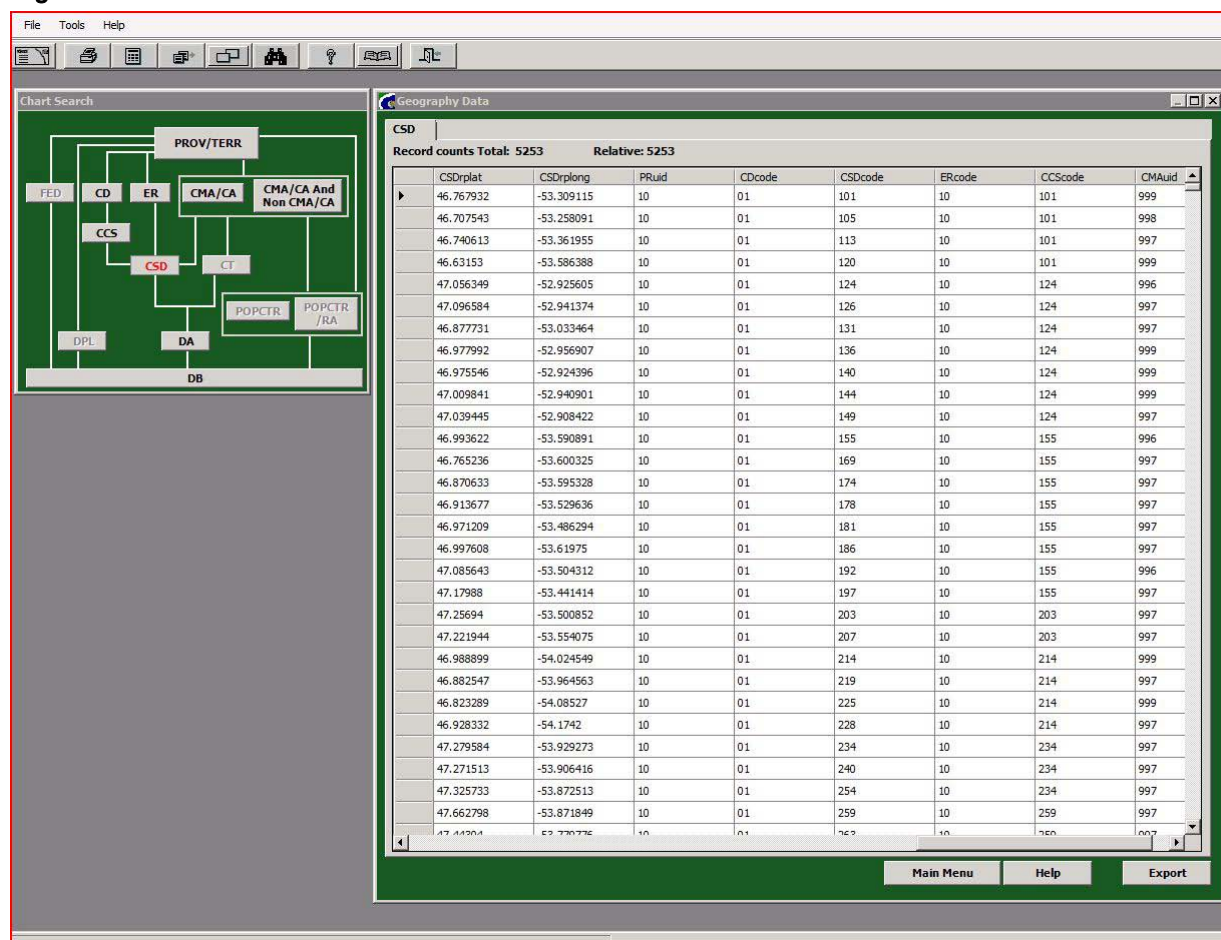 File Tools Help
Chart Search
PROV/TERR
FED CD ER CMA/CA CMA/CA And Non CMA/CA
CCS
CSD CT
POPCTR POPCTR /RA
DPL DA
DB
Geography Data
CSD
Record counts Total: 5253 Relative: 5253
CSDrplat CSDrplong PRuid CDcode CSDcode ERcode CCScode CMAuid
46.767932 -53.309115 10 01 101 10 101 999
46.707543 -53.258091 10 01 105 10 101 998
46.740613 -53.361955 10 01 113 10 101 997
46.63153 -53.586388 10 01 120 10 101 999
47.056349 -52.925605 10 01 124 10 124 996
47.096584 -52.941374 10 01 126 10 124 997
46.877731 -53.033464 10 01 131 10 124 997
46.977992 -52.956907 10 01 136 10 124 999
46.975546 -52.924396 10 01 140 10 124 999
47.009841 -52.940901 10 01 144 10 124 999
47.039445 -52.908422 10 01 149 10 124 997
46.993622 -53.590891 10 01 155 10 155 996
46.765236 -53.600325 10 01 169 10 155 997
46.870633 -53.595328 10 01 174 10 155 997
46.913677 -53.529636 10 01 178 10 155 997
46.971209 -53.486294 10 01 181 10 155 997
46.997608 -53.61975 10 01 186 10 155 997
47.085643 -53.504312 10 01 192 10 155 996
47.17988 -53.441414 10 01 197 10 155 997
47.25694 -53.500852 10 01 203 10 203 997
47.221944 -53.554075 10 01 207 10 203 997
46.988899 -54.024549 10 01 214 10 214 999
46.882547 -53.964563 10 01 219 10 214 997
46.823289 -54.08527 10 01 225 10 214 999
46.928332 -54.1742 10 01 228 10 214 997
47.279584 -53.929273 10 01 234 10 234 997
47.271513 -53.906416 10 01 240 10 234 997
47.325733 -53.872513 10 01 254 10 234 997
47.662798 -53.871849 10 01 259 10 259 997
Main Menu Help Export